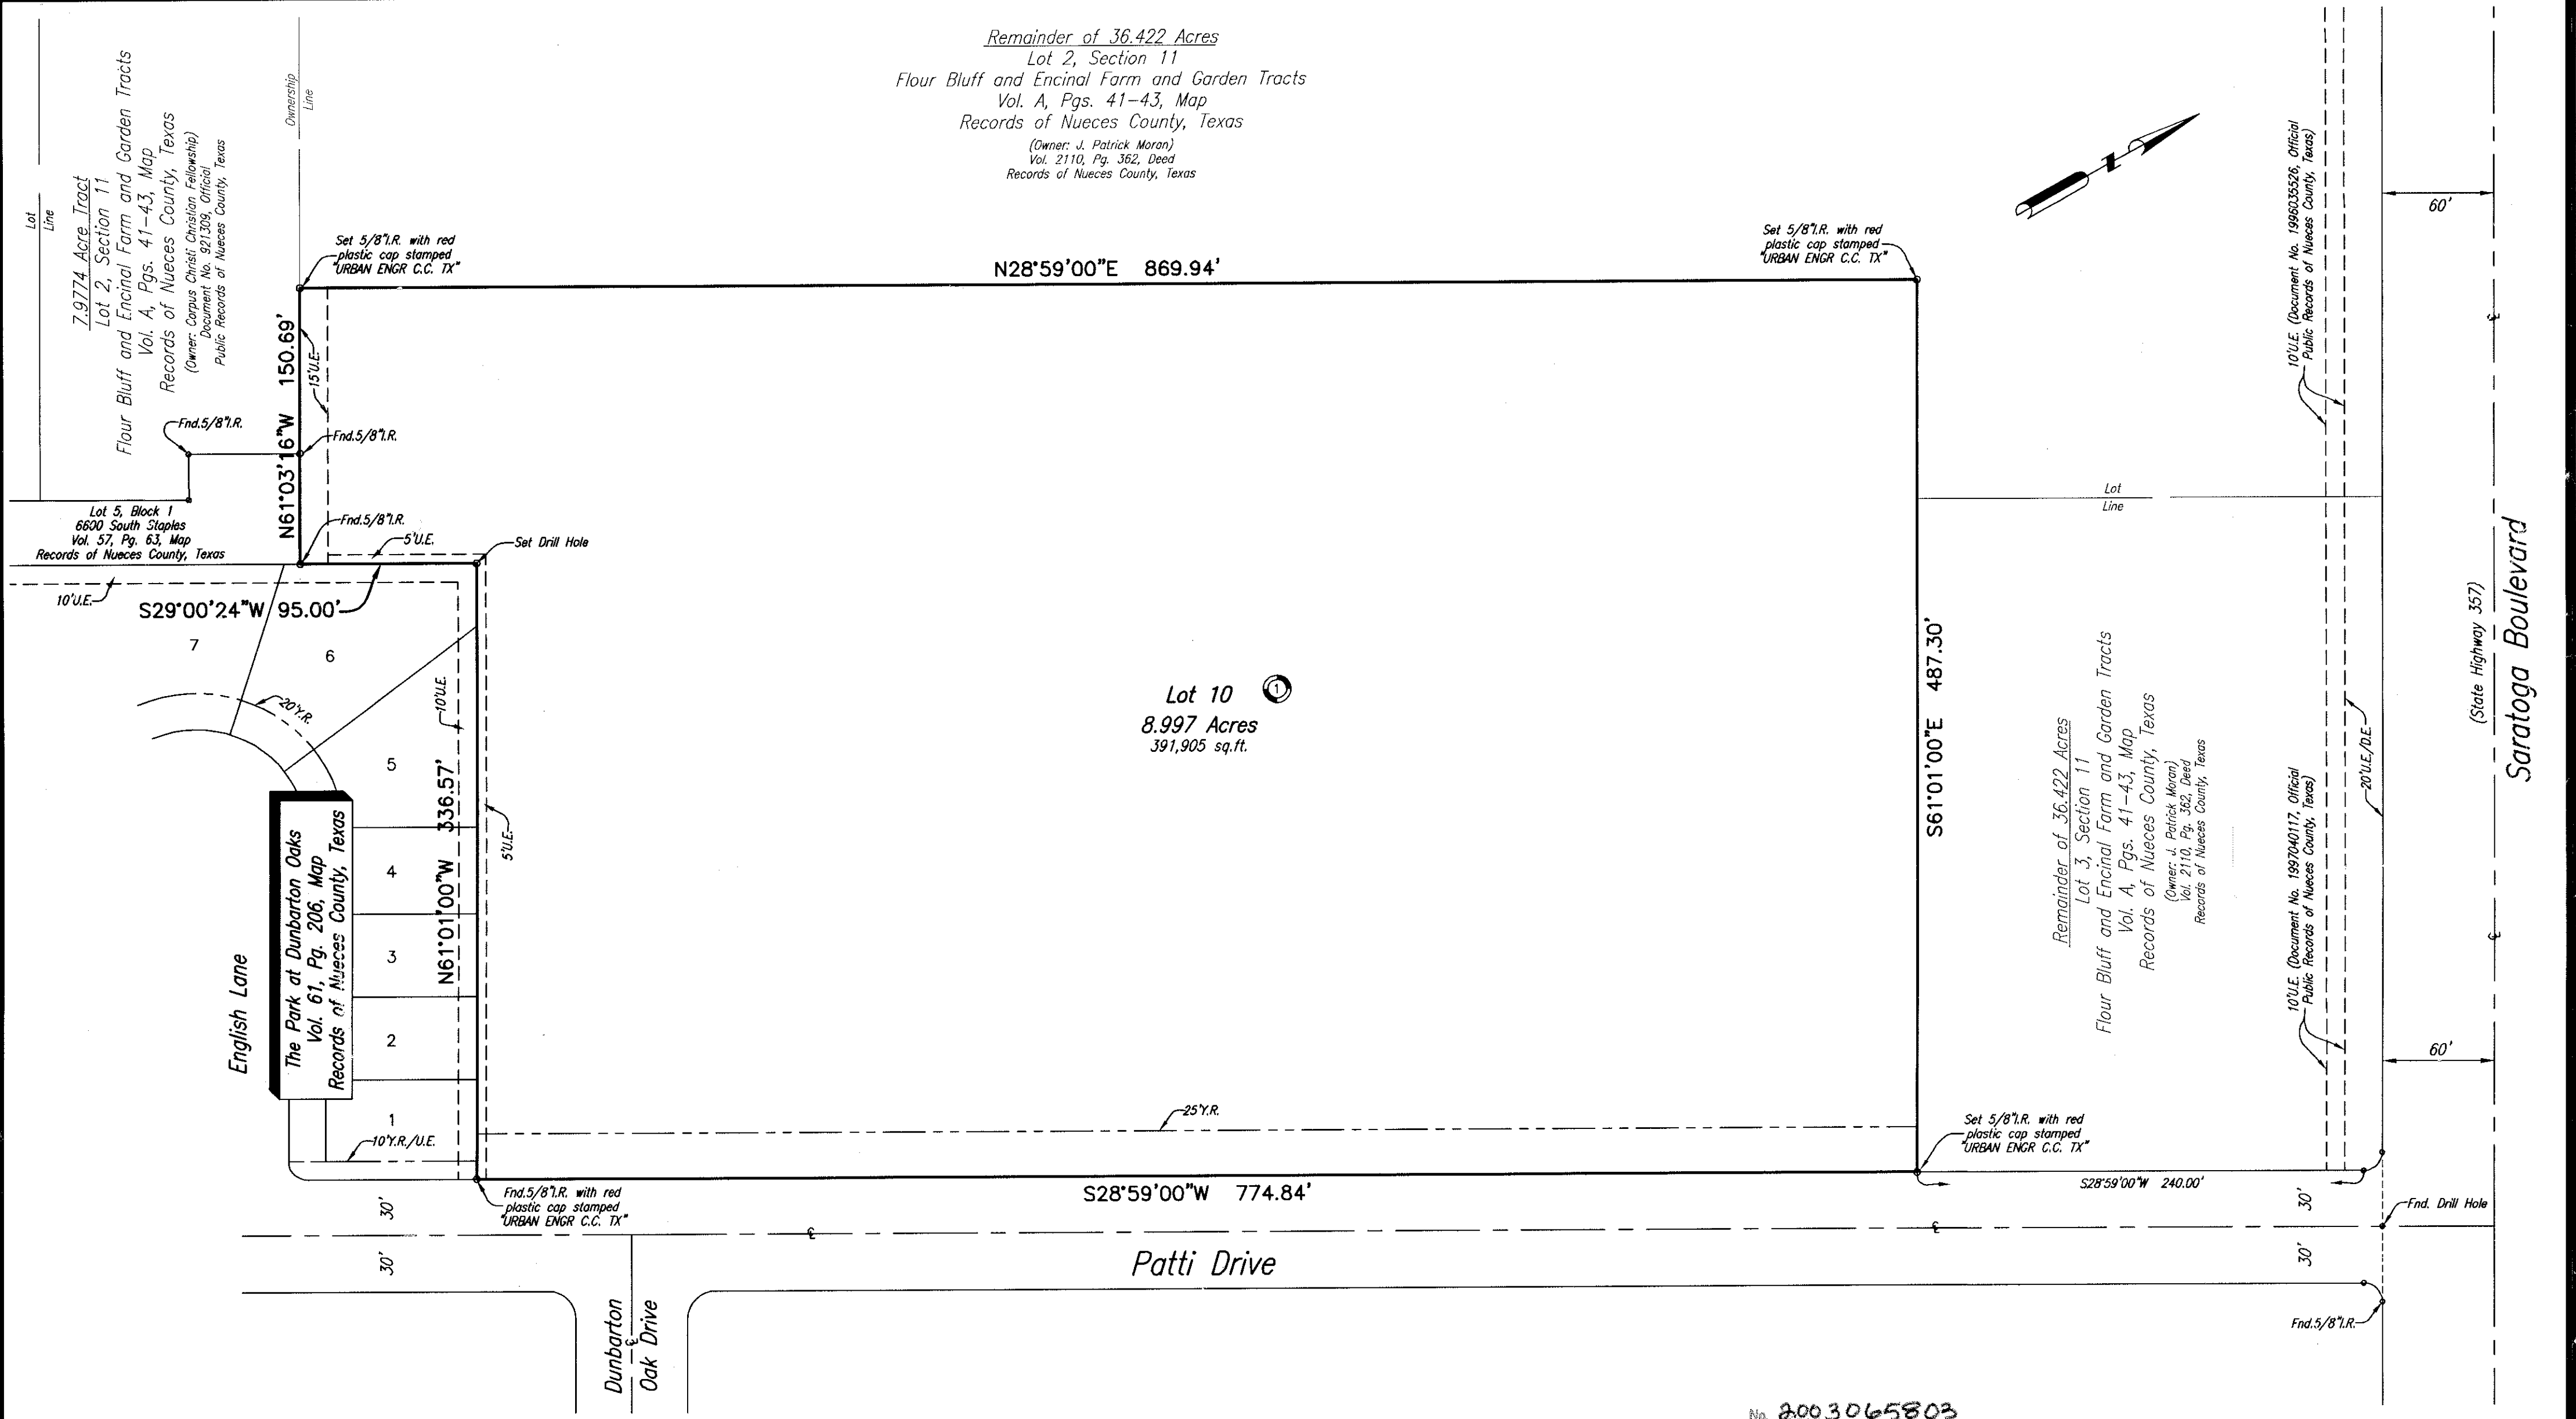 Remainder of 36.422 Acres
Lot 2, Section 11
Flour Bluff and Encinal Farm and Garden Tracts
Vol. A, Pgs. 41-43, Map
Records of Nueces County, Texas
(Owner: J. Patrick Moran)
Vol. 2110, Pg. 362, Deed
Records of Nueces County, Texas
Lot
Line
7.9774 Acre Tract
Lot 2, Section 11
Flour Bluff and Encinal Farm and Garden Tracts
Vol. A, Pgs. 41-43, Map
Records of Nueces County, Texas
(Owner: Corpus Christi Christian Fellowship)
Document No. 921309, Official
Public Records of Nueces County, Texas
Ownership
Line
Set 5/8"I.R. with red
plastic cap stamped
"URBAN ENGR C.C. TX"
N28°59'00"E 869.94'
Set 5/8"I.R. with red
plastic cap stamped
"URBAN ENGR C.C. TX"
N
10'U.E. (Document No. 1996035526, Official
Public Records of Nueces County, Texas)
60'
N61°03'16"W 150.69'
15'U.E.
Fnd.5/8"I.R.
Fnd.5/8"I.R.
Fnd.5/8"I.R.
Lot 5, Block 1
6600 South Staples
Vol. 57, Pg. 63, Map
Records of Nueces County, Texas
5'U.E.
Set Drill Hole
10'U.E.
S29°00'24"W 95.00'
7
6
20'Y.R.
10'U.E.
5
4
3
2
1
N61°01'00"W 336.57'
5'U.E.
The Park at Dunbarton Oaks
Vol. 61, Pg. 206, Map
Records of Nueces County, Texas
English Lane
10'Y.R./U.E.
Lot 10 1
8.997 Acres
391,905 sq.ft.
S61°01'00"E 487.30'
Lot
Line
Remainder of 36.422 Acres
Lot 3, Section 11
Flour Bluff and Encinal Farm and Garden Tracts
Vol. A, Pgs. 41-43, Map
Records of Nueces County, Texas
(Owner: J. Patrick Moran)
Vol. 2110, Pg. 362, Deed
Records of Nueces County, Texas
10'U.E. (Document No. 1997040117, Official
Public Records of Nueces County, Texas)
20'U.E./D.E.
(State Highway 357)
Saratoga Boulevard
60'
25'Y.R.
Set 5/8"I.R. with red
plastic cap stamped
"URBAN ENGR C.C. TX"
Fnd.5/8"I.R. with red
plastic cap stamped
"URBAN ENGR C.C. TX"
S28°59'00"W 774.84'
S28°59'00"W 240.00'
30'
30'
30'
30'
Fnd. Drill Hole
Patti Drive
Dunbarton
Oak Drive
Fnd.5/8"I.R.
No. 2003065803